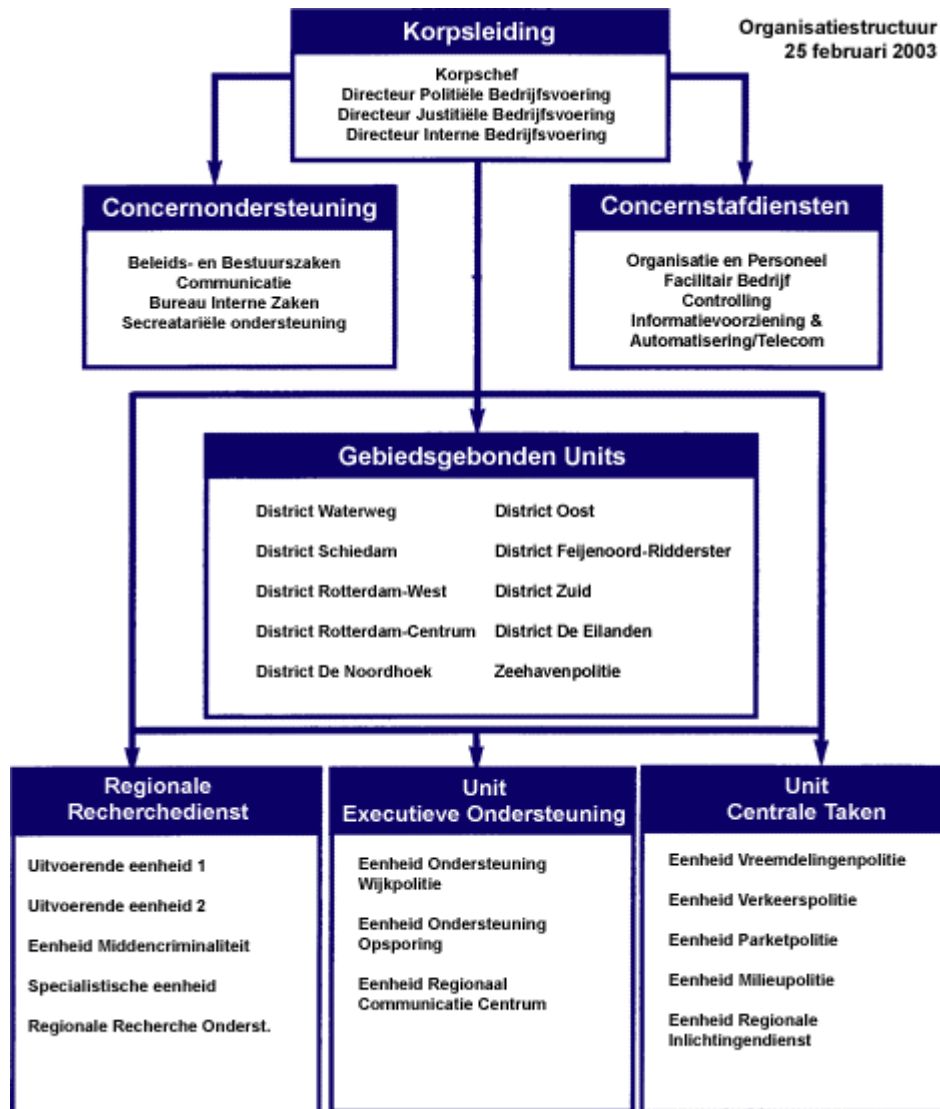 Korpsleiding
Organisatiestructuur
25 februari 2003
Korpschef
Directeur Politiële Bedrijfsvoering
Directeur Justitiële Bedrijfsvoering
Directeur Interne Bedrijfsvoering
Concernondersteuning
Beleids- en Bestuurszaken
Communicatie
Bureau Interne Zaken
Secreatariële ondersteuning
Concernstafdiensten
Organisatie en Personeel
Facilitair Bedrijf
Controlling
Informatievoorziening &
Automatisering/Telecom
Gebiedsgebonden Units
District Waterweg
District Schiedam
District Rotterdam-West
District Rotterdam-Centrum
District De Noordhoek
District Oost
District Feijenoord-Ridderster
District Zuid
District De Eilanden
Zeehavenpolitie
Regionale
Recherchedienst
Uitvoerende eenheid 1
Uitvoerende eenheid 2
Eenheid Middencriminaliteit
Specialistische eenheid
Regionale Recherche Onderst.
Unit
Executieve Ondersteuning
Eenheid Ondersteuning
Wijkpolitie
Eenheid Ondersteuning
Opsporing
Eenheid Regionaal
Communicatie Centrum
Unit
Centrale Taken
Eenheid Vreemdelingenpolitie
Eenheid Verkeerspolitie
Eenheid Parketpolitie
Eenheid Milieupolitie
Eenheid Regionale
Inlichtingendienst